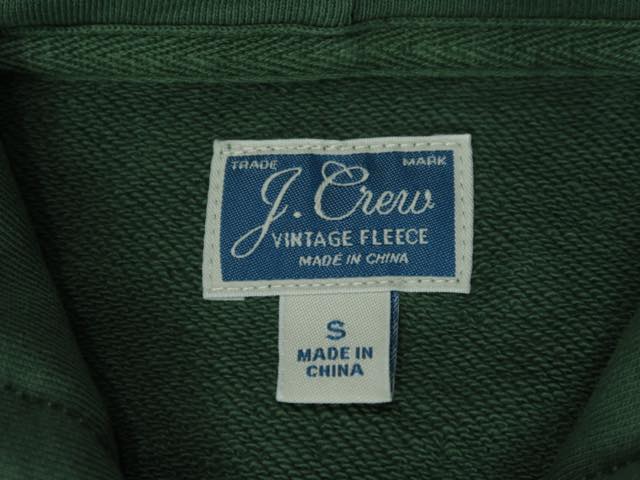 TRADE MARK
J. Crew
VINTAGE FLEECE
MADE IN CHINA
S
MADE IN
CHINA